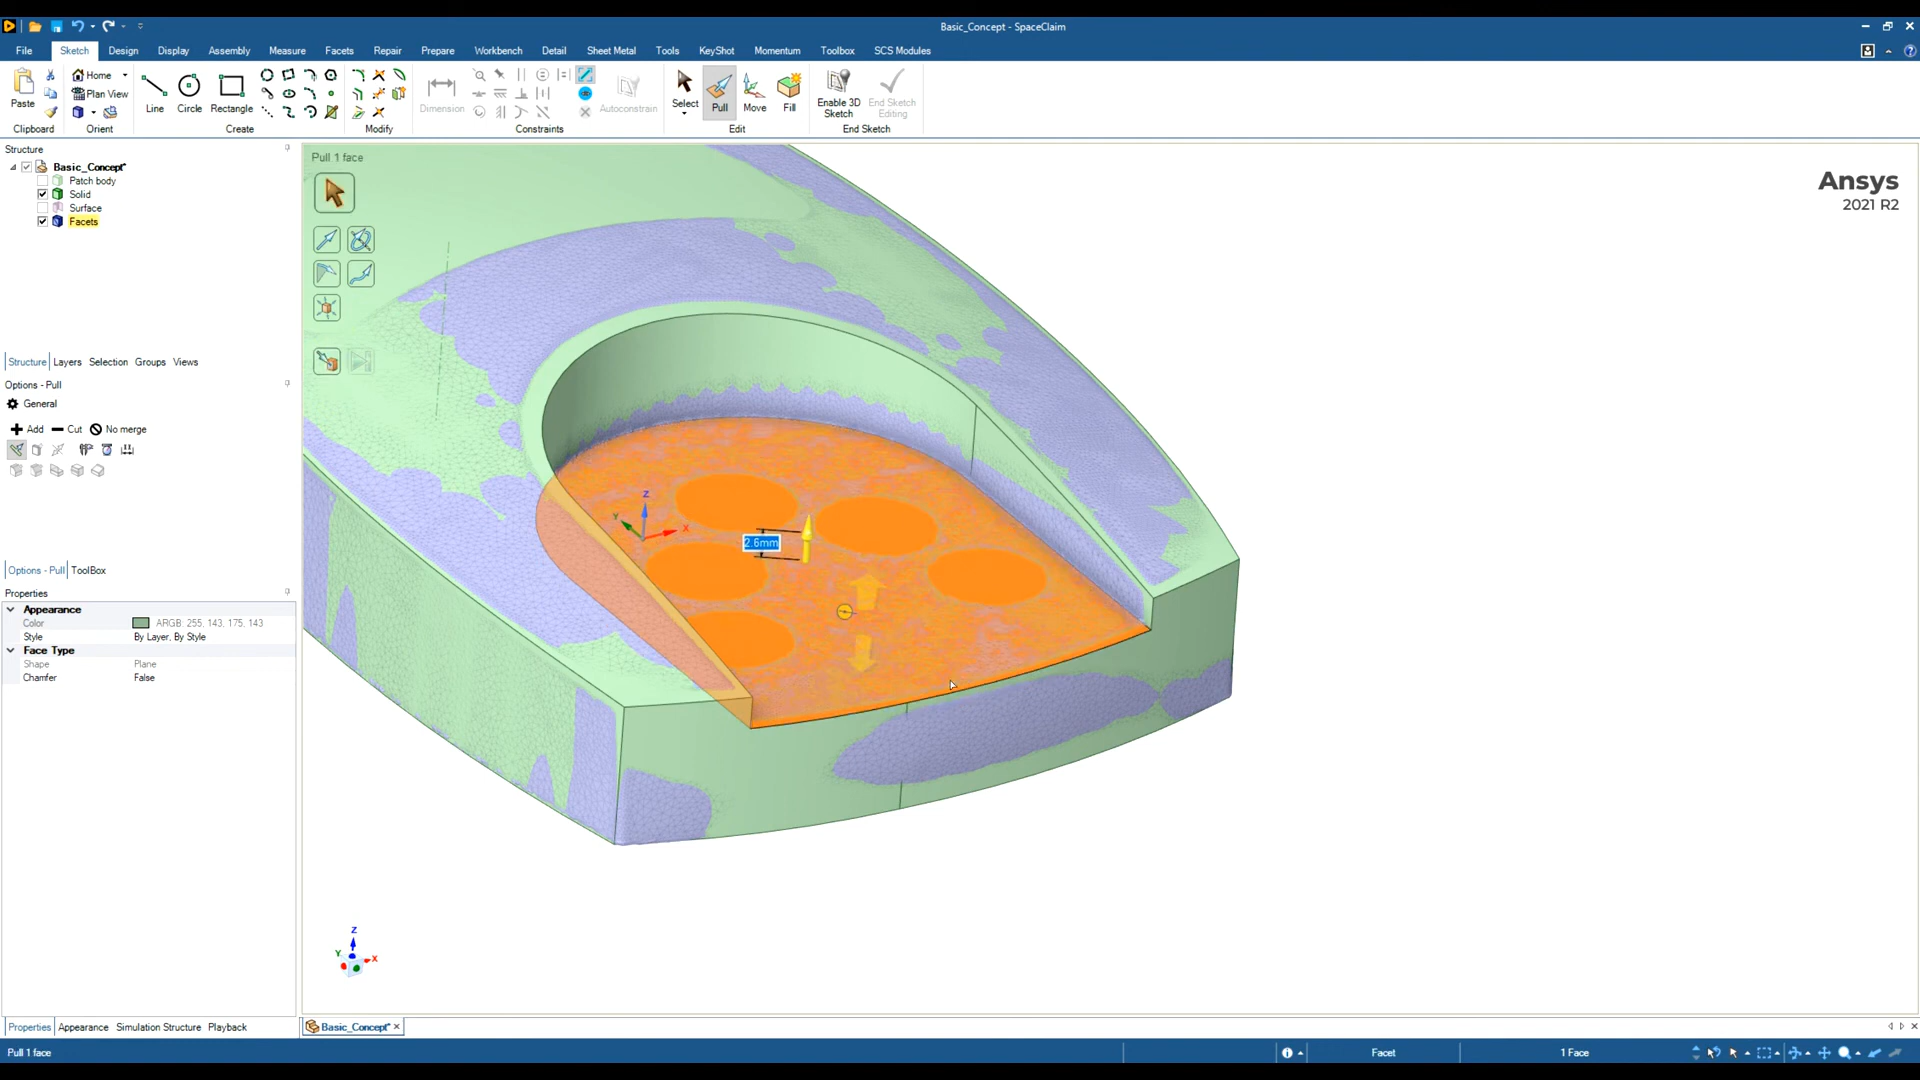 Basic_Concept - SpaceClaim
File Sketch Design Display Assembly Measure Facets Repair Prepare Workbench Detail Sheet Metal Tools KeyShot Momentum Toolbox SCS Modules
Paste
Home
Plan View
Line
Circle
Rectangle
Dimension
Autoconstrain
Select
Pull
Move
Fill
Enable 3D
Sketch
End Sketch
Editing
Clipboard Orient Create Modify Constraints Edit End Sketch
Structure
Basic_Concept*
Patch body
Solid
Surface
Facets
Structure Layers Selection Groups Views
Options - Pull
General
Add Cut No merge
Options - Pull ToolBox
Properties
Appearance
Color ARGB: 255, 143, 175, 143
Style By Layer, By Style
Face Type
Shape Plane
Chamfer False
Properties Appearance Simulation Structure Playback
Pull 1 face
Ansys
2021 R2
Z
Y
X
2.6mm
Z
Y
X
Basic_Concept*
Pull 1 face
Facet
1 Face